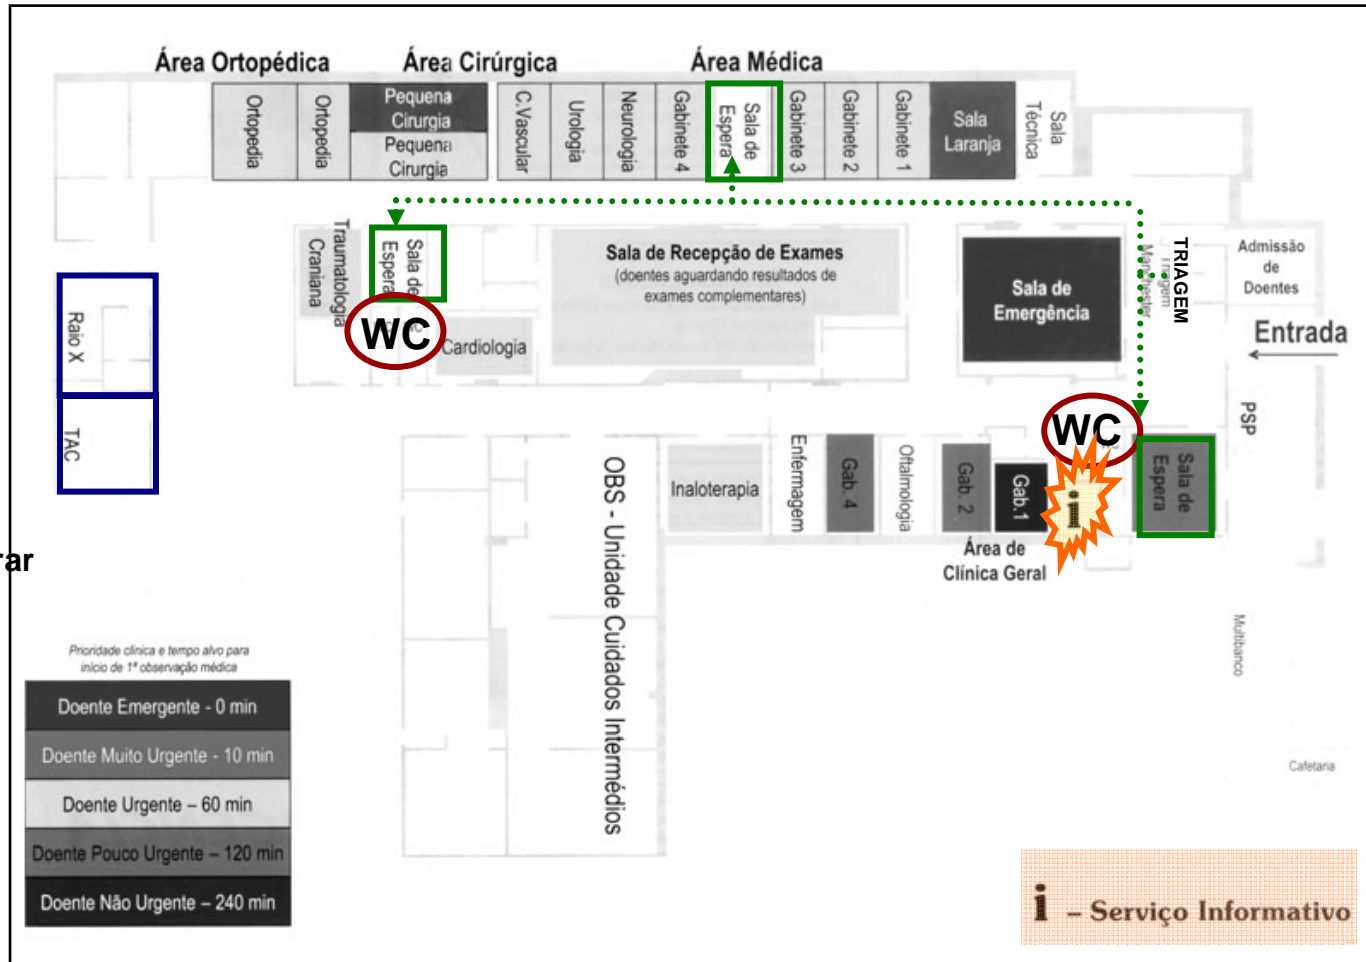 Área Ortopédica
Área Cirúrgica
Área Médica
Ortopedia
Ortopedia
Pequena
Cirurgia
Pequena
Cirurgia
C.Vascular
Urologia
Neurologia
Gabinete 4
Sala de
Espera
Gabinete 3
Gabinete 2
Gabinete 1
Sala
Laranja
Sala
Técnica
Traumatologia
Craniana
Sala de
Espera
WC
Cardiologia
Sala de Recepção de Exames
(doentes aguardando resultados de
exames complementares)
Sala de
Emergência
TRIAGEM
Manchester
Admissão
de
Doentes
Entrada
PSP
Raio X
TAC
WC
OBS - Unidade Cuidados Intermédios
Inaloterapia
Enfermagem
Gab. 4
Oftalmologia
Gab. 2
Gab.1
i
Sala de
Espera
Área de
Clínica Geral
rar
Multibanco
Cafetaria
Prioridade clínica e tempo alvo para
início de 1ª observação médica
Doente Emergente - 0 min
Doente Muito Urgente - 10 min
Doente Urgente – 60 min
Doente Pouco Urgente – 120 min
Doente Não Urgente – 240 min
i – Serviço Informativo